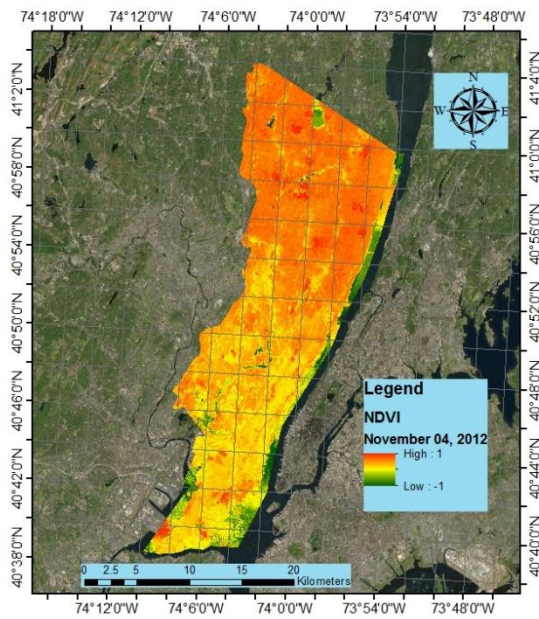 74°18'0"W 74°12'0"W 74°6'0"W 74°0'0"W 73°54'0"W 73°48'0"W
41°2'0"N
40°58'0"N
40°54'0"N
40°50'0"N
40°46'0"N
40°42'0"N
40°38'0"N
N
W E
S
41°4'0"N
41°0'0"N
40°56'0"N
40°52'0"N
40°48'0"N
40°44'0"N
40°40'0"N
Legend
NDVI
November 04, 2012
High : 1
Low : -1
0 2.5 5 10 15 20
Kilometers
74°12'0"W 74°6'0"W 74°0'0"W 73°54'0"W 73°48'0"W